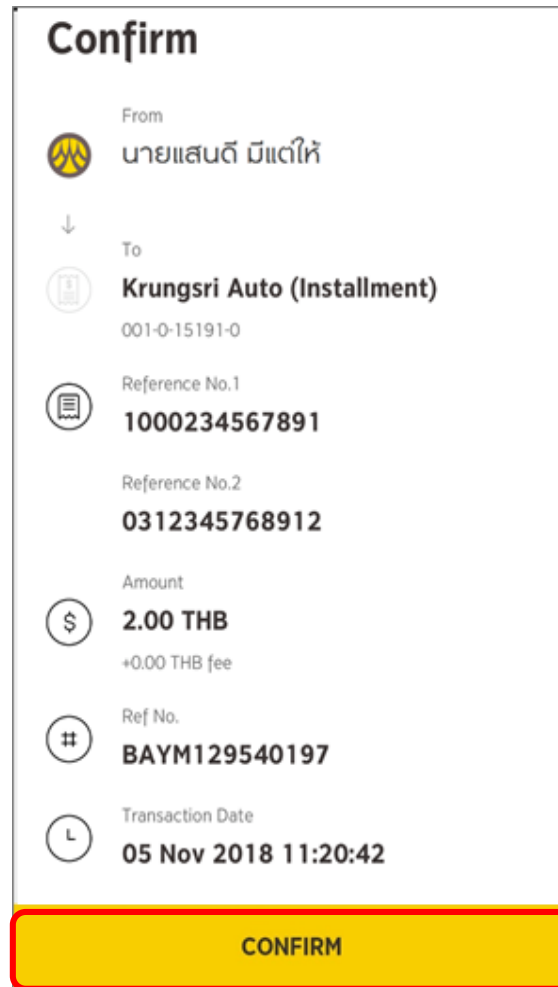 Confirm
From
นายแสนดี มีแต่ให้
To
Krungsri Auto (Installment)
001-0-15191-0
Reference No.1
1000234567891
Reference No.2
0312345768912
Amount
$
2.00 THB
+0.00 THB fee
Ref No.
#
BAYM129540197
Transaction Date
05 Nov 2018 11:20:42
CONFIRM